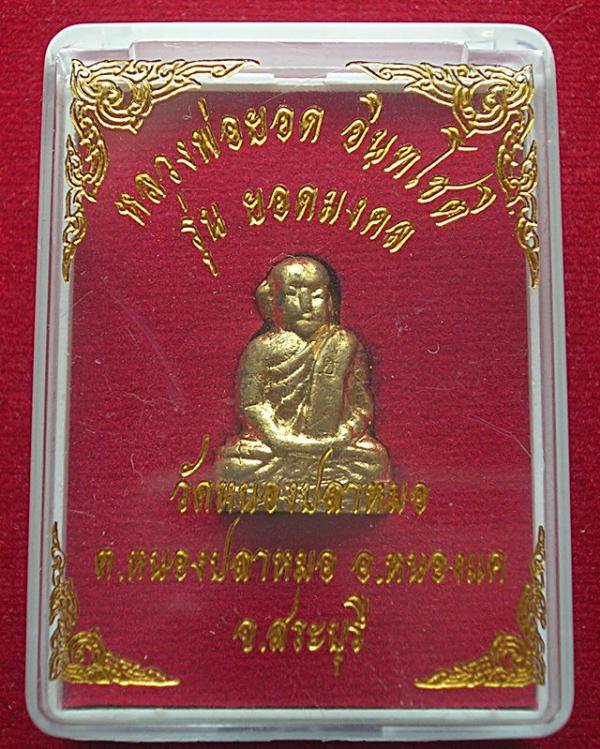 หลวงพ่อยอด อินฺทโชติ
รุ่น ยอดมงคล
วัดหนองปลาหมอ
ต.หนองปลาหมอ อ.หนองแค
จ.สระบุรี